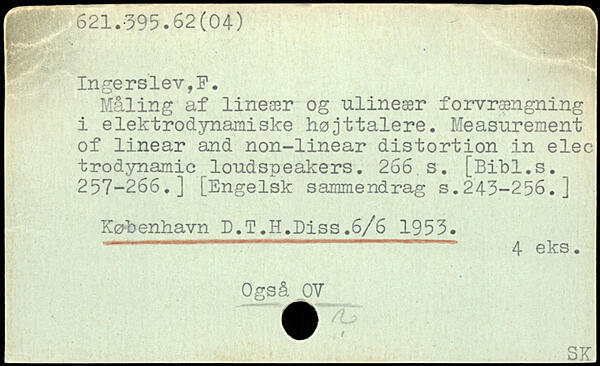 621.395.62(04)
Ingerslev,F.
Måling af lineær og ulineær forvrængning
i elektrodynamiske højttalere. Measurement
of linear and non-linear distortion in elec
trodynamic loudspeakers. 266 s. [Bibl.s.
257-266.] [Engelsk sammendrag s.243-256.]
København D.T.H.Diss.6/6 1953.
4 eks.
Også OV
SK